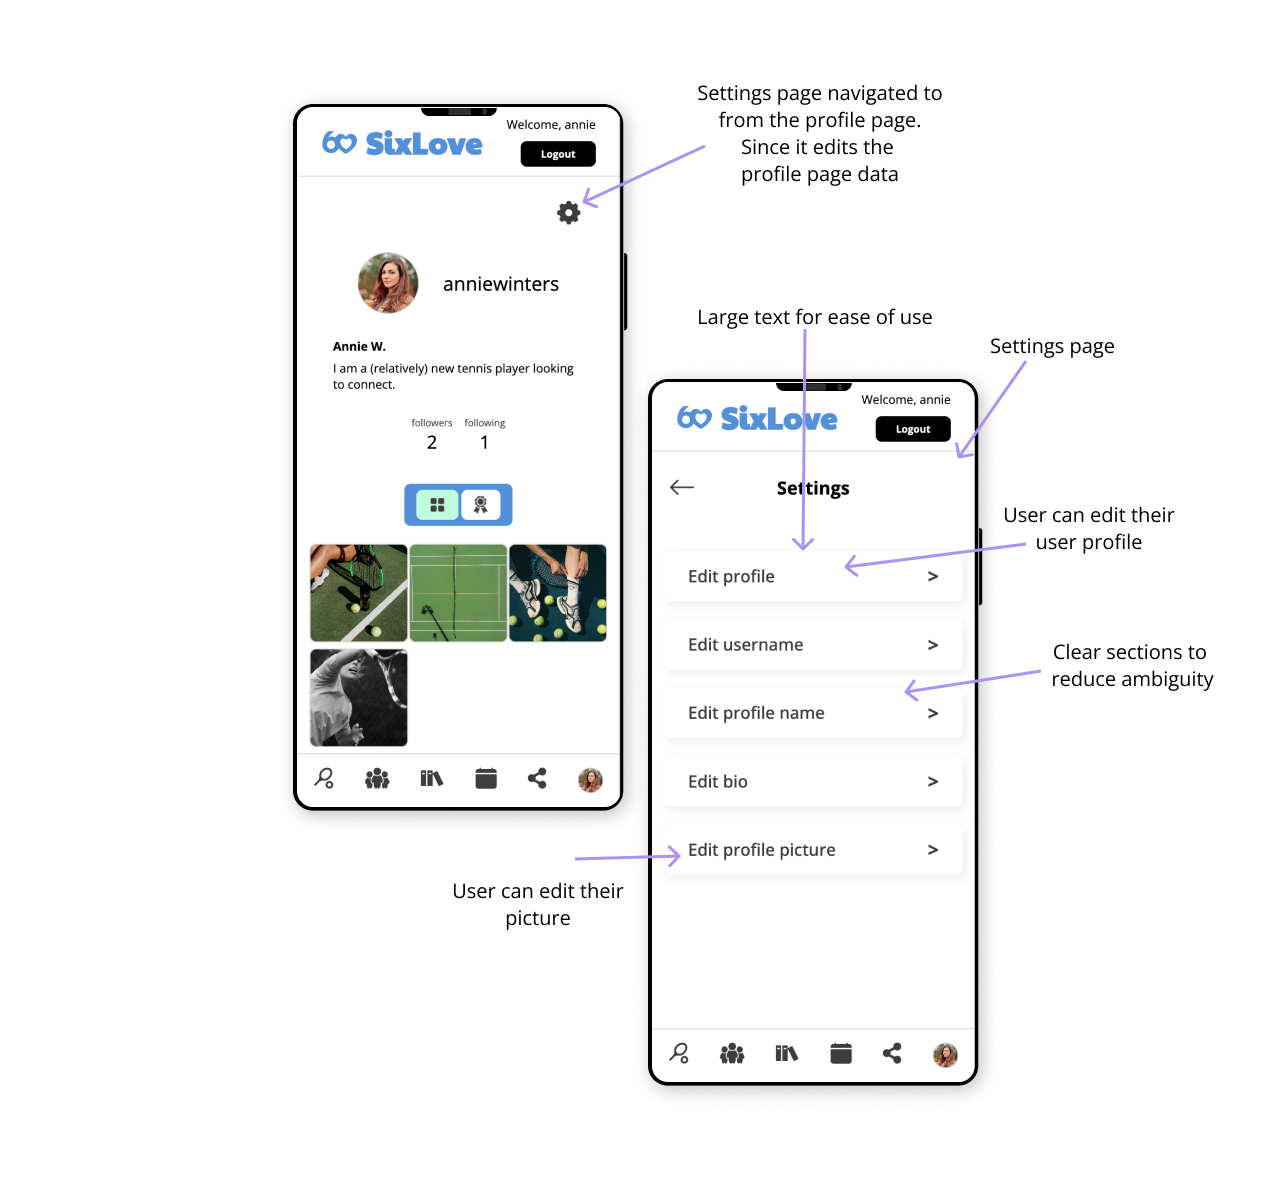 Settings page navigated to
from the profile page.
Since it edits the
profile page data
Welcome, annie
60 SixLove
Logout
anniewinters
Annie W.
I am a (relatively) new tennis player looking
to connect.
followers following
2 1
Large text for ease of use
Settings page
Welcome, annie
60 SixLove
Logout
Settings
User can edit their
user profile
Edit profile >
Edit username >
Clear sections to
reduce ambiguity
Edit profile name >
Edit bio >
Edit profile picture >
User can edit their
picture